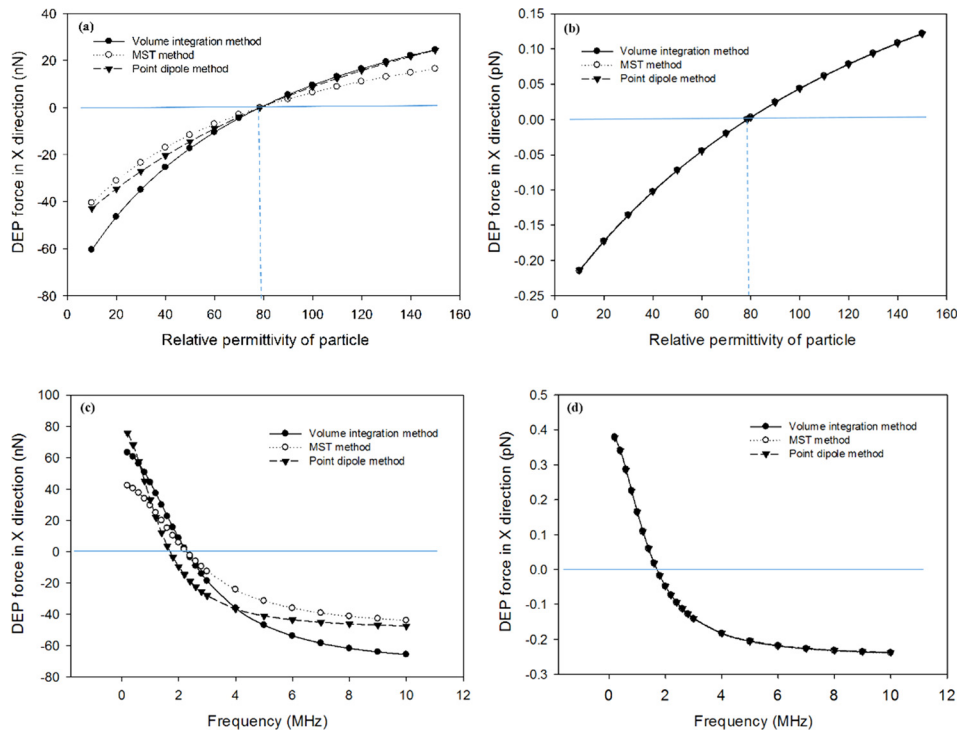 (a)
Volume integration method
MST method
Point dipole method
DEP force in X direction (nN)
40
20
0
-20
-40
-60
-80
0 20 40 60 80 100 120 140 160
Relative permittivity of particle
(b)
Volume integration method
MST method
Point dipole method
DEP force in X direction (pN)
0.15
0.10
0.05
0.00
-0.05
-0.10
-0.15
-0.20
-0.25
0 20 40 60 80 100 120 140 160
Relative permittivity of particle
(c)
Volume integration method
MST method
Point dipole method
DEP force in X direction (nN)
100
80
60
40
20
0
-20
-40
-60
-80
0 2 4 6 8 10 12
Frequency (MHz)
(d)
Volume integration method
MST method
Point dipole method
DEP force in X direction (pN)
0.5
0.4
0.3
0.2
0.1
0.0
-0.1
-0.2
-0.3
0 2 4 6 8 10 12
Frequency (MHz)